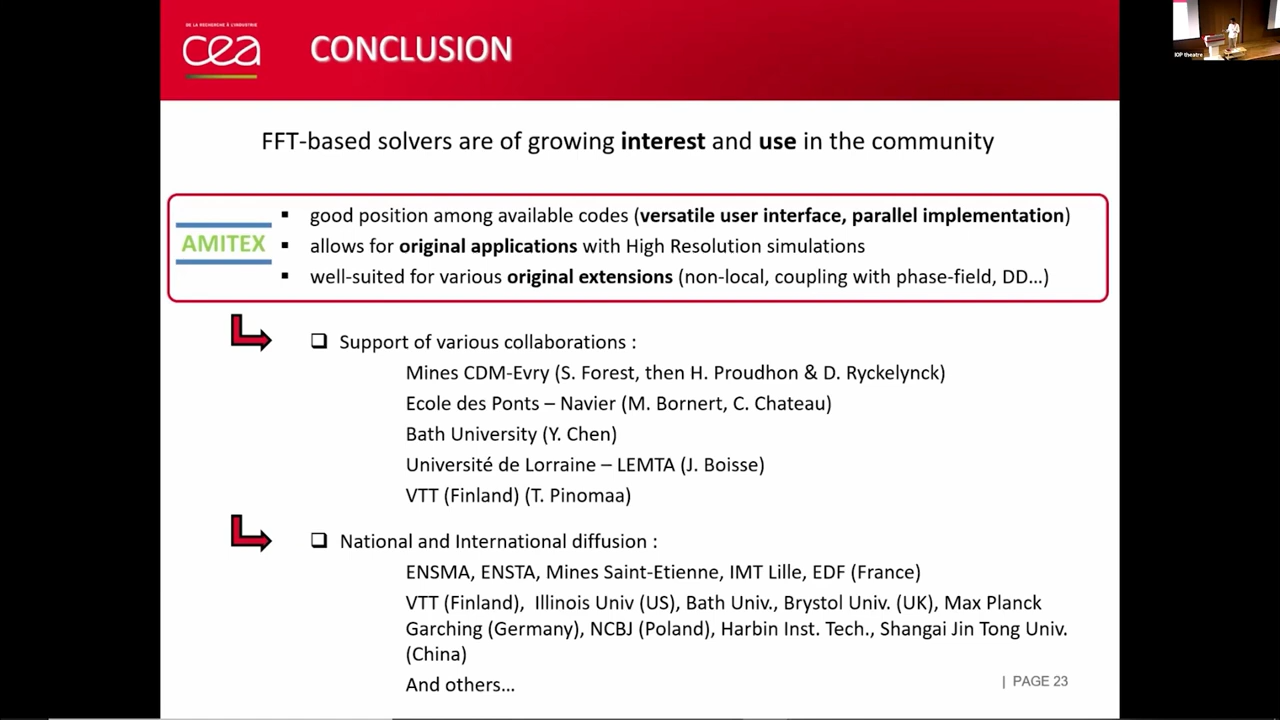 DE LA RECHERCHE À L'INDUSTRIE
cea
CONCLUSION
IOP theatre
FFT-based solvers are of growing interest and use in the community
AMITEX
▪ good position among available codes (versatile user interface, parallel implementation)
▪ allows for original applications with High Resolution simulations
▪ well-suited for various original extensions (non-local, coupling with phase-field, DD...)
❑ Support of various collaborations :
Mines CDM-Evry (S. Forest, then H. Proudhon & D. Ryckelynck)
Ecole des Ponts – Navier (M. Bornert, C. Chateau)
Bath University (Y. Chen)
Université de Lorraine – LEMTA (J. Boisse)
VTT (Finland) (T. Pinomaa)
❑ National and International diffusion :
ENSMA, ENSTA, Mines Saint-Etienne, IMT Lille, EDF (France)
VTT (Finland), Illinois Univ (US), Bath Univ., Brystol Univ. (UK), Max Planck
Garching (Germany), NCBJ (Poland), Harbin Inst. Tech., Shangai Jin Tong Univ.
(China)
And others...
| PAGE 23